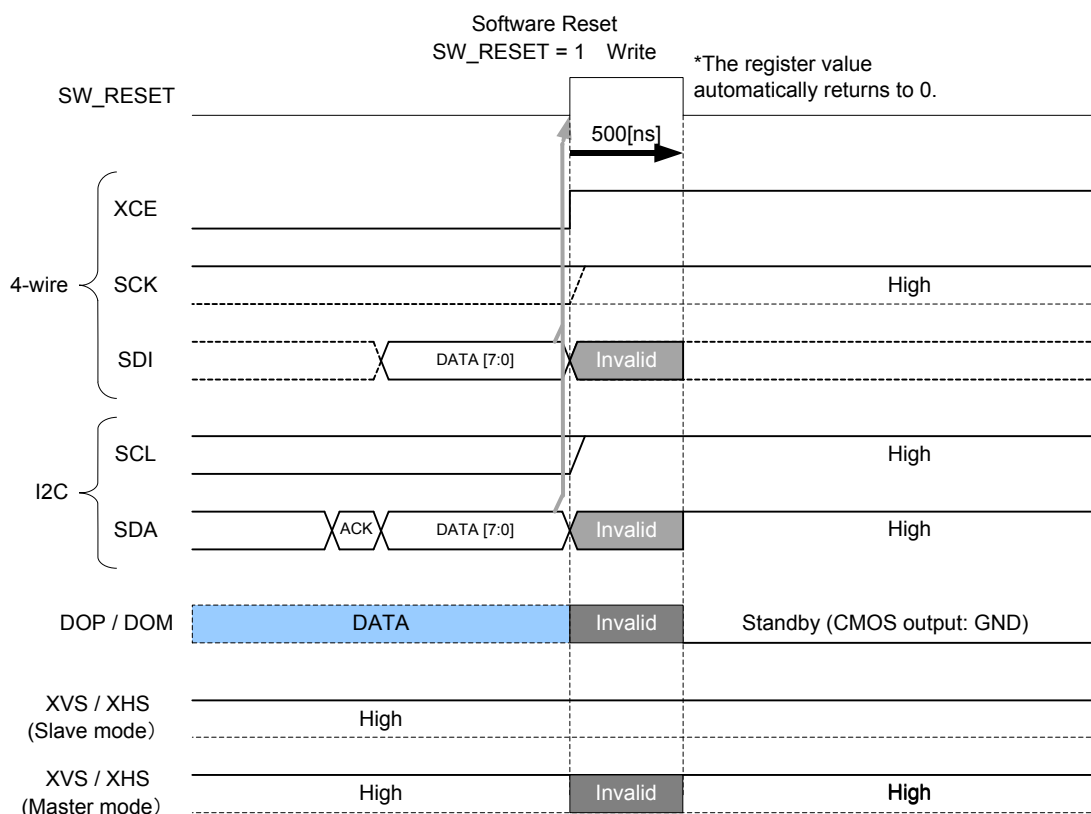 Software Reset
SW_RESET = 1 Write
*The register value
automatically returns to 0.
SW_RESET
500[ns]
XCE
4-wire
SCK
High
SDI
DATA [7:0]
Invalid
SCL
High
I2C
SDA
ACK
DATA [7:0]
Invalid
High
DOP / DOM
DATA
Invalid
Standby (CMOS output: GND)
XVS / XHS
(Slave mode）
High
XVS / XHS
(Master mode）
High
Invalid
High